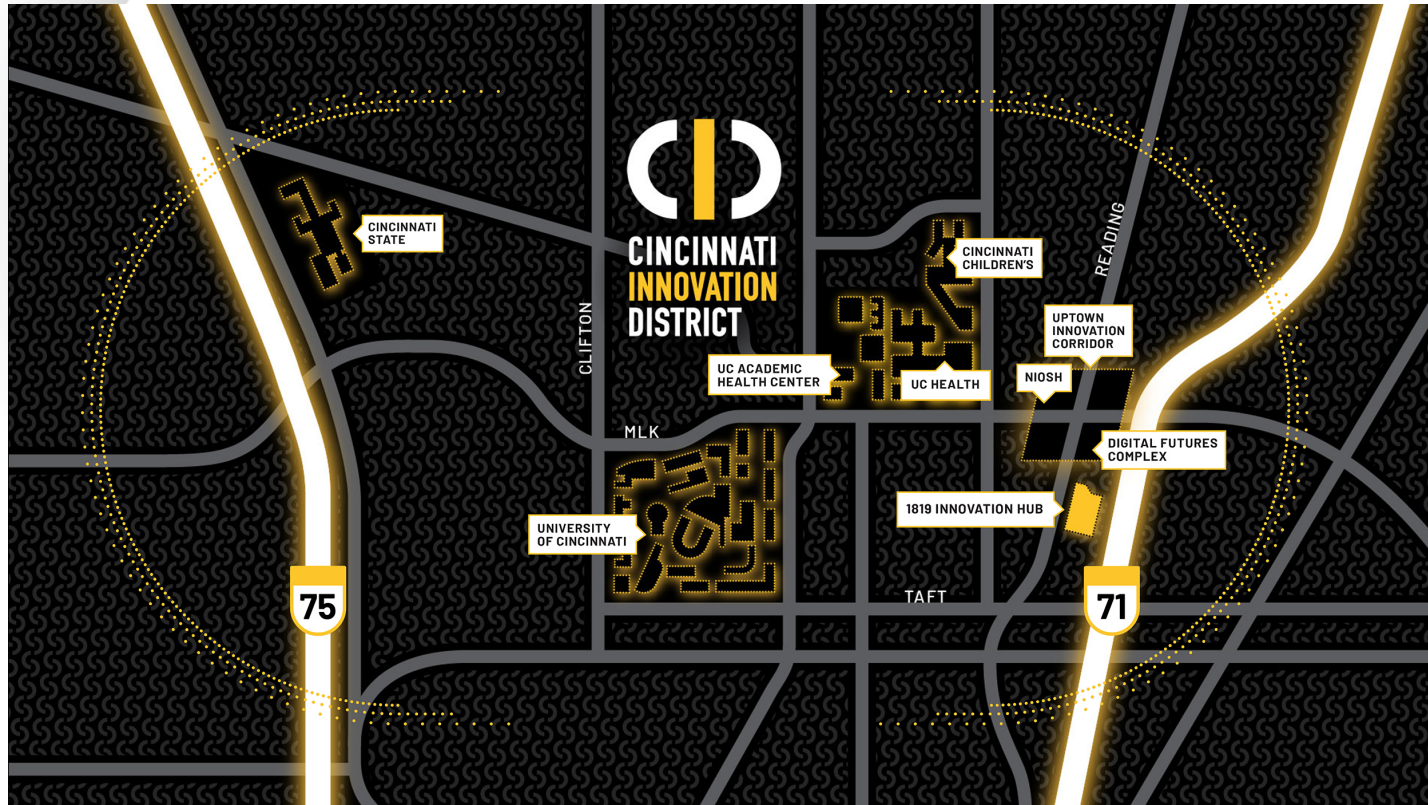 CINCINNATI
INNOVATION
DISTRICT
CINCINNATI
STATE
CLIFTON
READING
CINCINNATI
CHILDREN'S
UPTOWN
INNOVATION
CORRIDOR
UC ACADEMIC
HEALTH CENTER
UC HEALTH
NIOSH
MLK
DIGITAL FUTURES
COMPLEX
1819 INNOVATION HUB
UNIVERSITY
OF CINCINNATI
TAFT
75
71